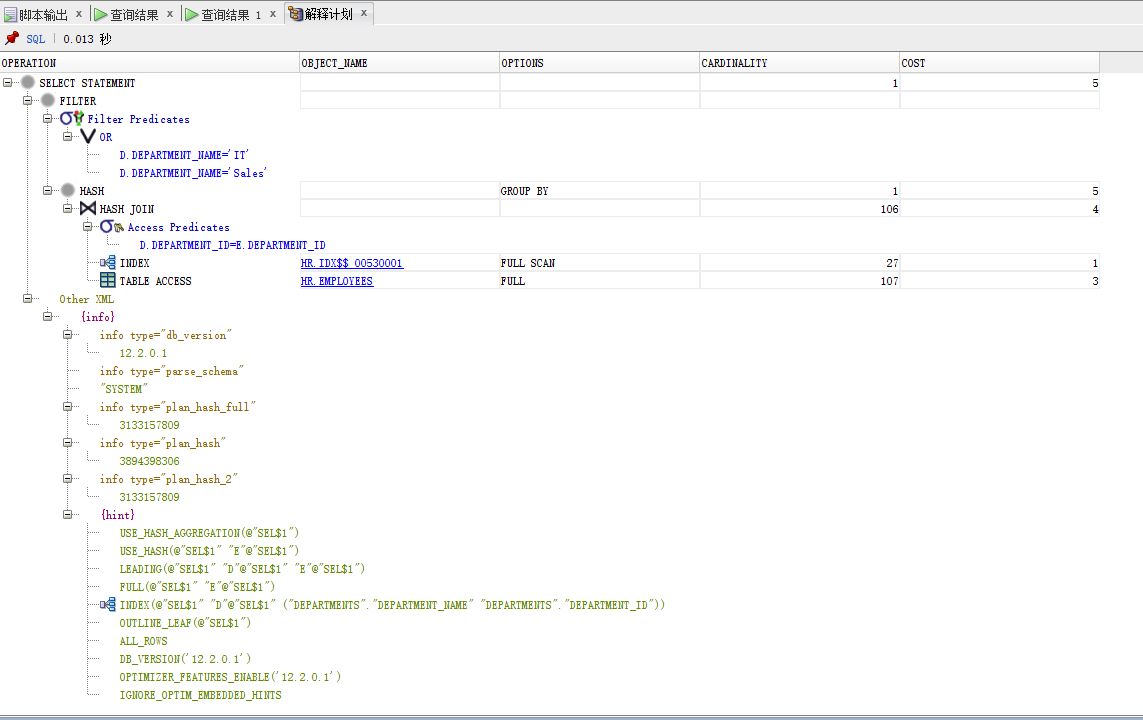 脚本输出 × 查询结果 × 查询结果 1 × 解释计划 ×
SQL | 0.013 秒
OPERATION OBJECT_NAME OPTIONS CARDINALITY COST
SELECT STATEMENT 1 5
FILTER
Filter Predicates
OR
D.DEPARTMENT_NAME='IT'
D.DEPARTMENT_NAME='Sales'
HASH GROUP BY 1 5
HASH JOIN 106 4
Access Predicates
D.DEPARTMENT_ID=E.DEPARTMENT_ID
INDEX HR.IDX$$_00530001 FULL SCAN 27 1
TABLE ACCESS HR.EMPLOYEES FULL 107 3
Other XML
{info}
info type="db_version"
12.2.0.1
info type="parse_schema"
"SYSTEM"
info type="plan_hash_full"
3133157809
info type="plan_hash"
3894398306
info type="plan_hash_2"
3133157809
{hint}
USE_HASH_AGGREGATION(@"SEL$1")
USE_HASH(@"SEL$1" "E"@"SEL$1")
LEADING(@"SEL$1" "D"@"SEL$1" "E"@"SEL$1")
FULL(@"SEL$1" "E"@"SEL$1")
INDEX(@"SEL$1" "D"@"SEL$1" ("DEPARTMENTS"."DEPARTMENT_NAME" "DEPARTMENTS"."DEPARTMENT_ID"))
OUTLINE_LEAF(@"SEL$1")
ALL_ROWS
DB_VERSION('12.2.0.1')
OPTIMIZER_FEATURES_ENABLE('12.2.0.1')
IGNORE_OPTIM_EMBEDDED_HINTS